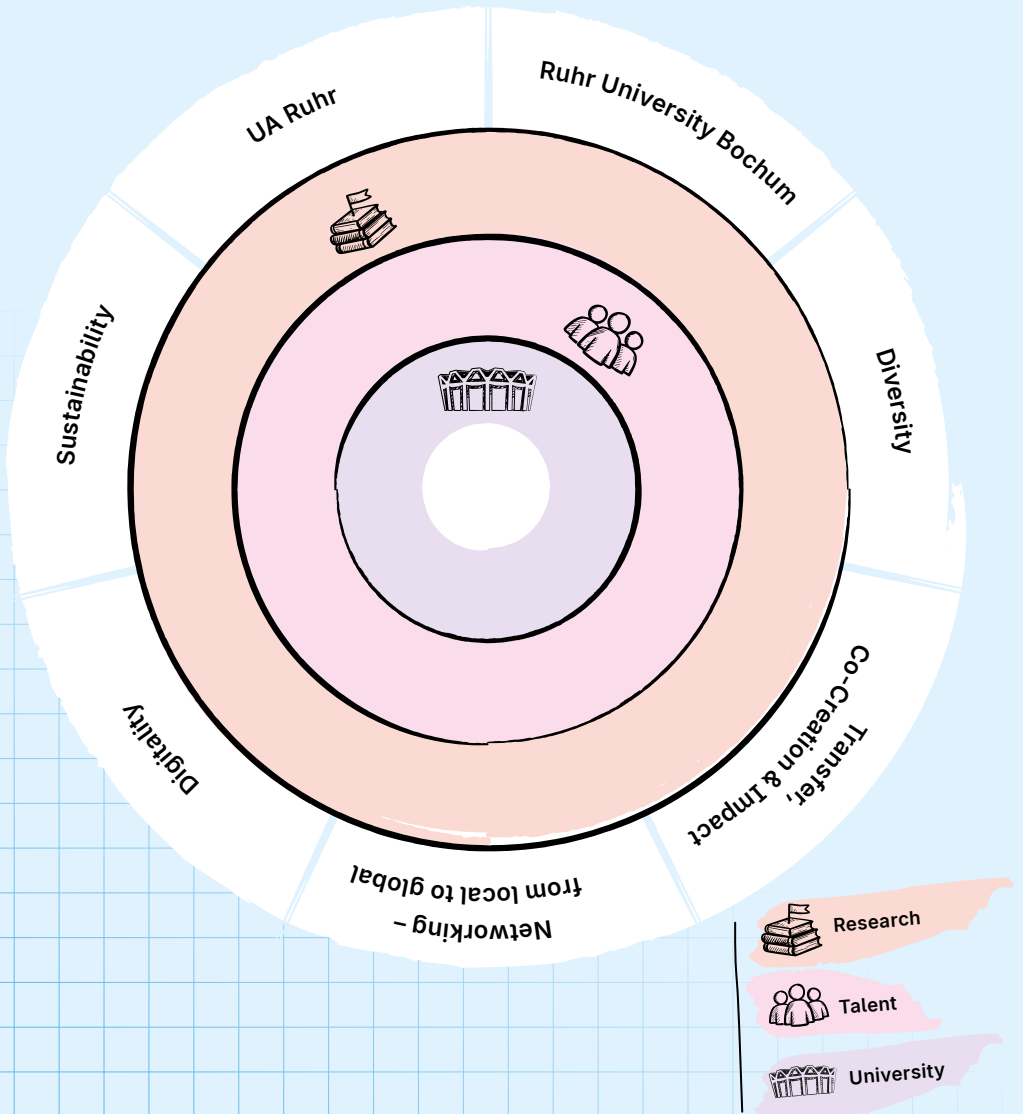 UA Ruhr
Ruhr University Bochum
Sustainability
Diversity
Digitality
Transfer,
Co-Creation & Impact
Networking –
from local to global
Research
Talent
University